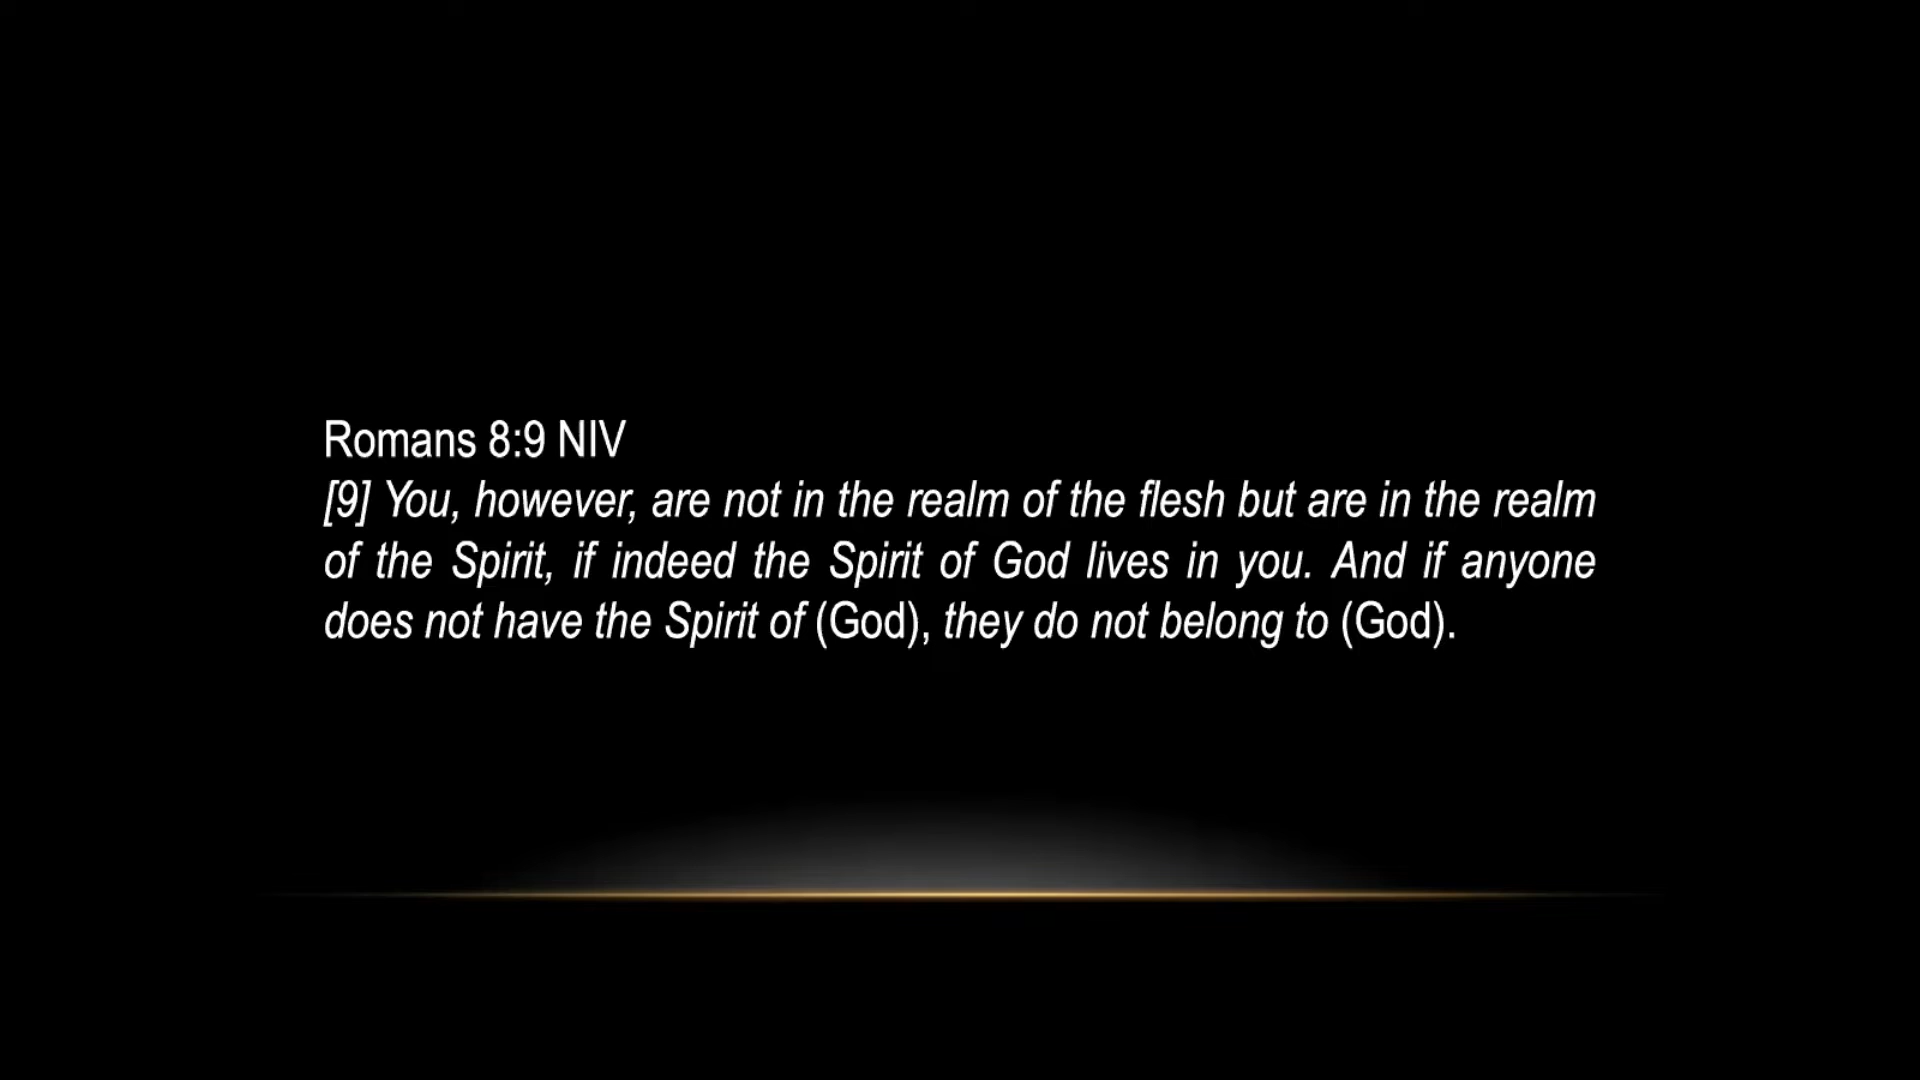 Romans 8:9 NIV
[9] You, however, are not in the realm of the flesh but are in the realm
of the Spirit, if indeed the Spirit of God lives in you. And if anyone
does not have the Spirit of (God), they do not belong to (God).